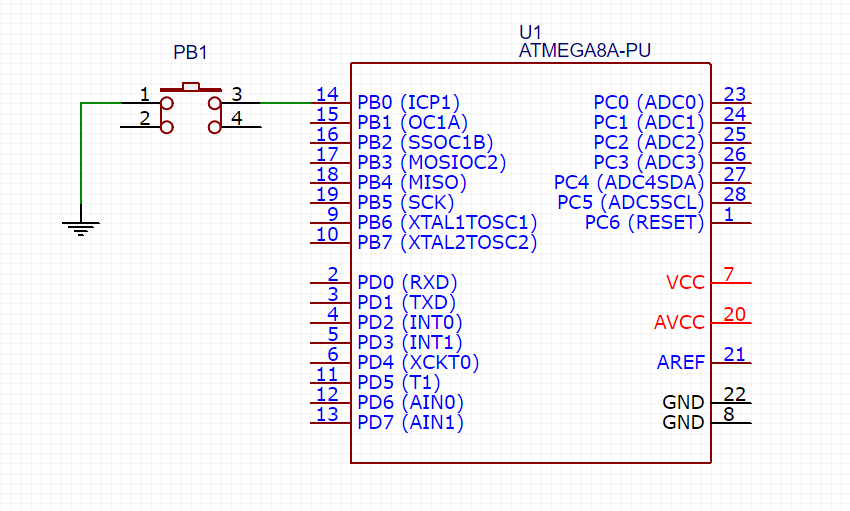 U1
ATMEGA8A-PU
PB1
1 3
2 4
14 PB0 (ICP1) PC0 (ADC0) 23
15 PB1 (OC1A) PC1 (ADC1) 24
16 PB2 (SSOC1B) PC2 (ADC2) 25
17 PB3 (MOSIOC2) PC3 (ADC3) 26
18 PB4 (MISO) PC4 (ADC4SDA) 27
19 PB5 (SCK) PC5 (ADC5SCL) 28
9 PB6 (XTAL1TOSC1) PC6 (RESET) 1
10 PB7 (XTAL2TOSC2)
2 PD0 (RXD) VCC 7
3 PD1 (TXD)
4 PD2 (INT0) AVCC 20
5 PD3 (INT1)
6 PD4 (XCKT0) AREF 21
11 PD5 (T1)
12 PD6 (AIN0) GND 22
13 PD7 (AIN1) GND 8